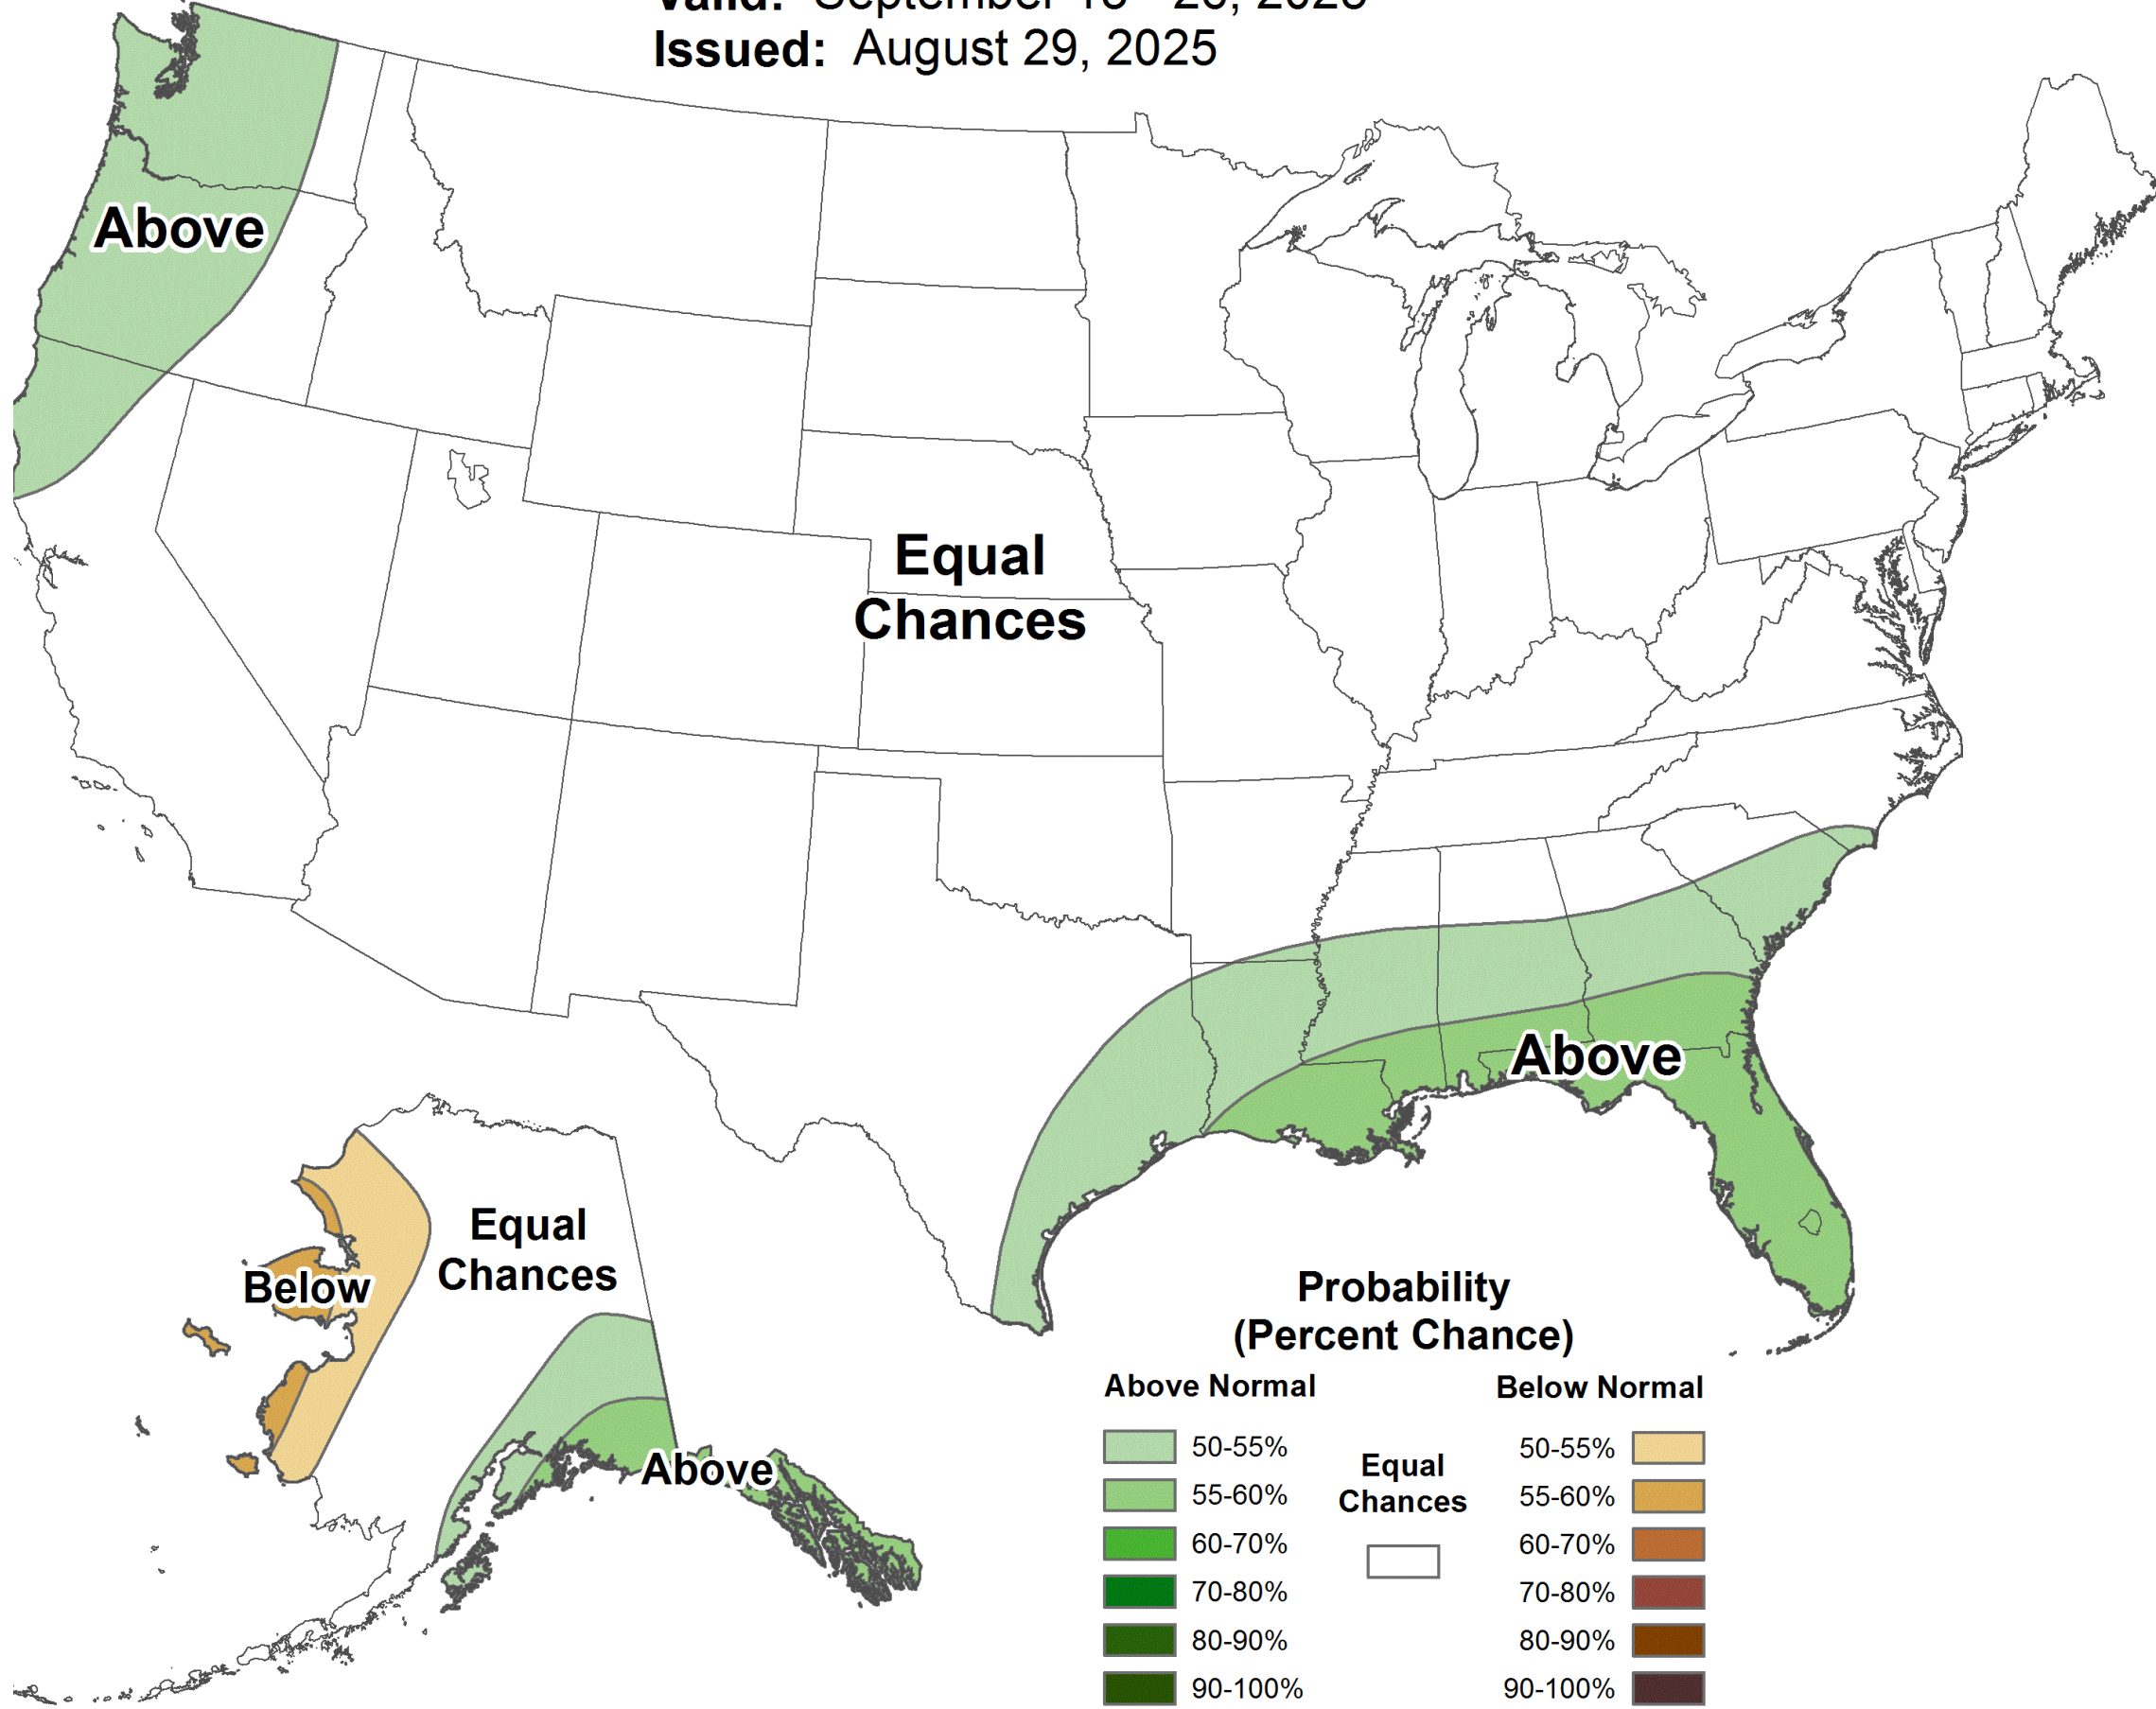 Issued: August 29, 2025
Above
Equal
Chances
Above
Equal
Chances
Below
Above
Probability
(Percent Chance)
Above Normal
Below Normal
50-55%
55-60%
60-70%
70-80%
80-90%
90-100%
Equal
Chances
50-55%
55-60%
60-70%
70-80%
80-90%
90-100%